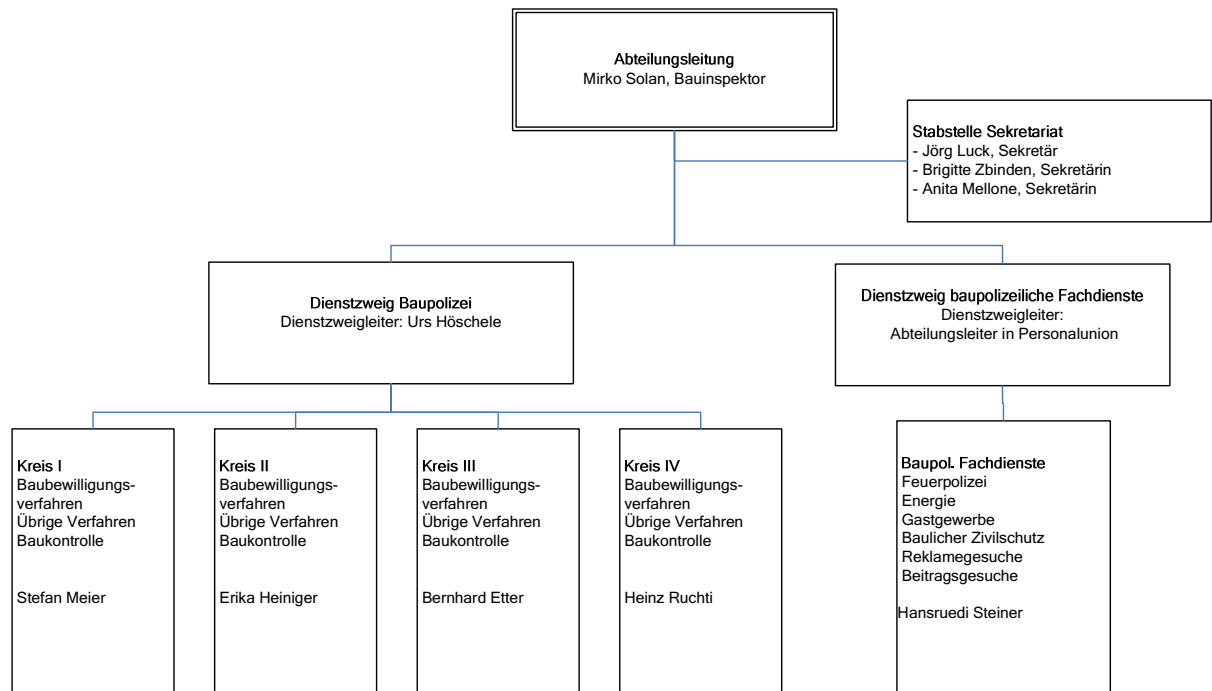 Abteilungsleitung
Mirko Solan, Bauinspektor
Stabstelle Sekretariat
- Jörg Luck, Sekretär
- Brigitte Zbinden, Sekretärin
- Anita Mellone, Sekretärin
Dienstzweig Baupolizei
Dienstzweigleiter: Urs Höschele
Dienstzweig baupolizeiliche Fachdienste
Dienstzweigleiter:
Abteilungsleiter in Personalunion
Kreis I
Baubewilligungs-
verfahren
Übrige Verfahren
Baukontrolle
Stefan Meier
Kreis II
Baubewilligungs-
verfahren
Übrige Verfahren
Baukontrolle
Erika Heiniger
Kreis III
Baubewilligungs-
verfahren
Übrige Verfahren
Baukontrolle
Bernhard Etter
Kreis IV
Baubewilligungs-
verfahren
Übrige Verfahren
Baukontrolle
Heinz Ruchti
Baupol. Fachdienste
Feuerpolizei
Energie
Gastgewerbe
Baulicher Zivilschutz
Reklamegesuche
Beitragsgesuche
Hansruedi Steiner